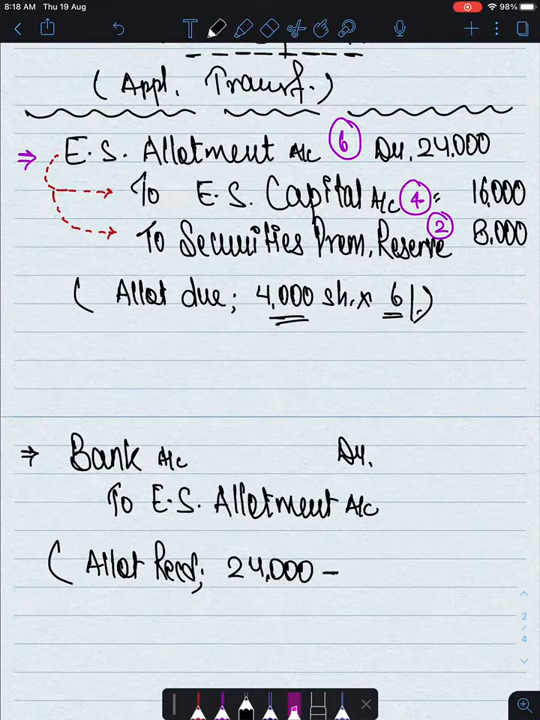 8:18 AM Thu 19 Aug 98%
T
(Appl. Transf.)
⇒ E.S. Allotment A/c 6 Dr. 24,000
To E.S. Capital A/c 4 = 16,000
To Securities Prem. Reserve 2 8,000
( Allot due; 4,000 sh. x 6/.)
⇒ Bank A/c Dr.
To E.S. Allotment A/c
( Allot Recd; 24,000 –
2
/
4